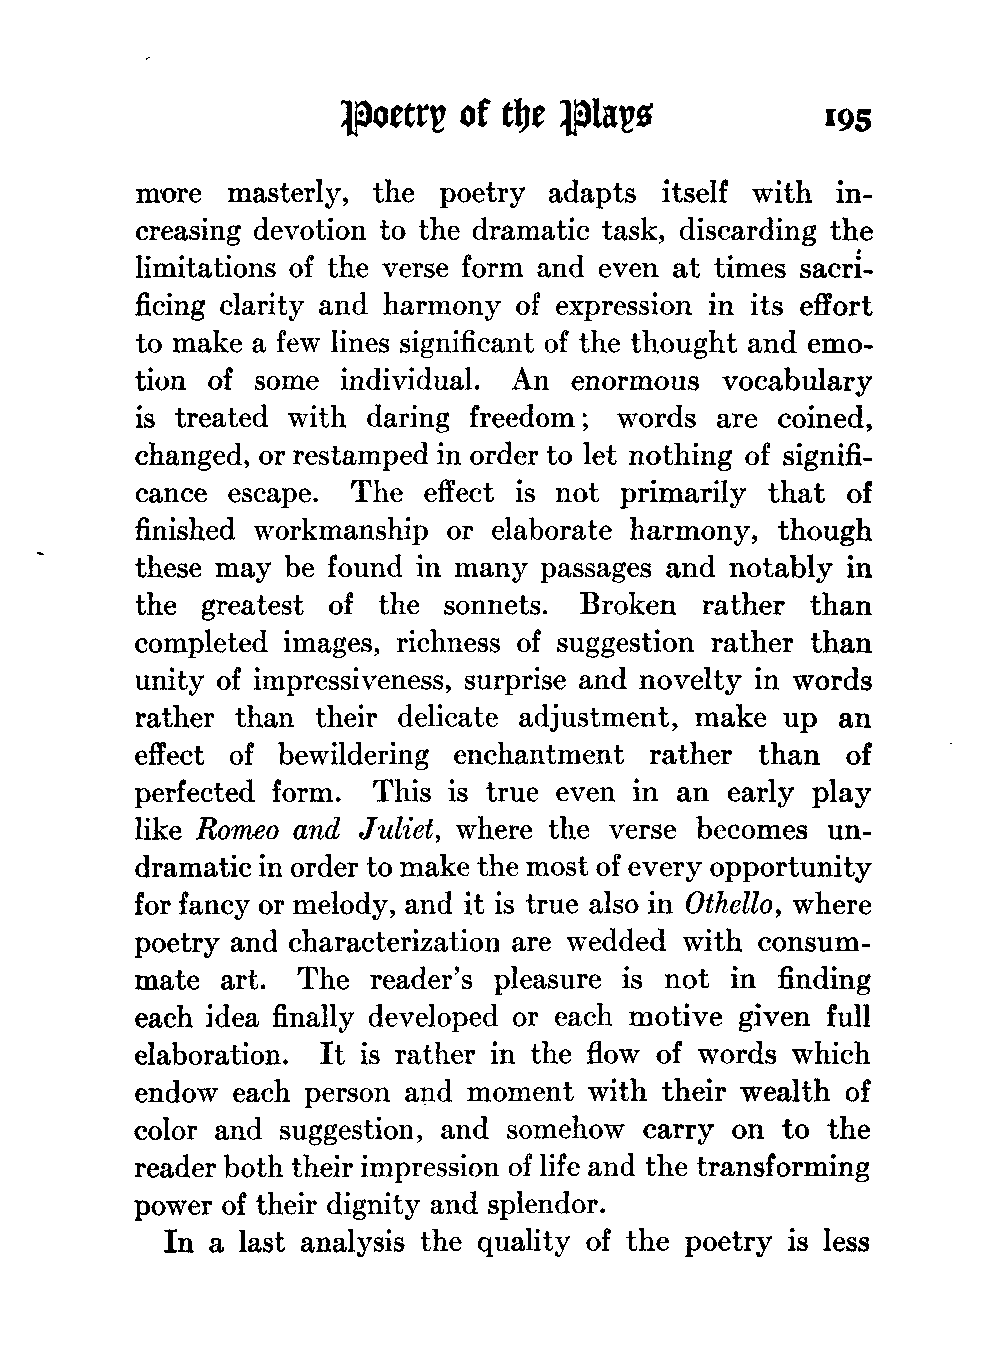 Poetry of the Plays 195
more masterly, the poetry adapts itself with in-
creasing devotion to the dramatic task, discarding the
limitations of the verse form and even at times sacri-
ficing clarity and harmony of expression in its effort
to make a few lines significant of the thought and emo-
tion of some individual. An enormous vocabulary
is treated with daring freedom; words are coined,
changed, or restamped in order to let nothing of signifi-
cance escape. The effect is not primarily that of
finished workmanship or elaborate harmony, though
these may be found in many passages and notably in
the greatest of the sonnets. Broken rather than
completed images, richness of suggestion rather than
unity of impressiveness, surprise and novelty in words
rather than their delicate adjustment, make up an
effect of bewildering enchantment rather than of
perfected form. This is true even in an early play
like Romeo and Juliet, where the verse becomes un-
dramatic in order to make the most of every opportunity
for fancy or melody, and it is true also in Othello, where
poetry and characterization are wedded with consum-
mate art. The reader's pleasure is not in finding
each idea finally developed or each motive given full
elaboration. It is rather in the flow of words which
endow each person and moment with their wealth of
color and suggestion, and somehow carry on to the
reader both their impression of life and the transforming
power of their dignity and splendor.
In a last analysis the quality of the poetry is less